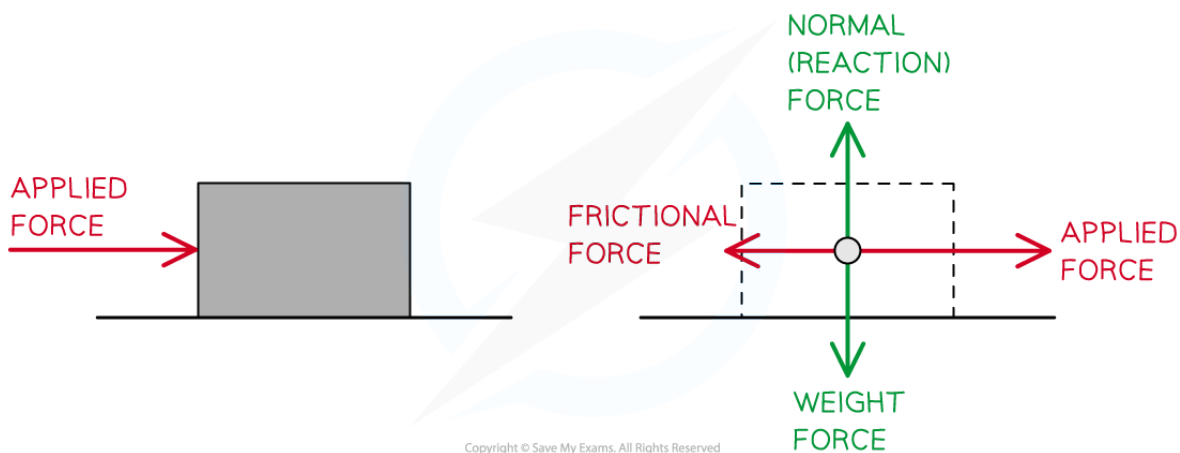 APPLIED
FORCE
NORMAL
(REACTION)
FORCE
FRICTIONAL
FORCE
APPLIED
FORCE
WEIGHT
FORCE
Copyright © Save My Exams. All Rights Reserved